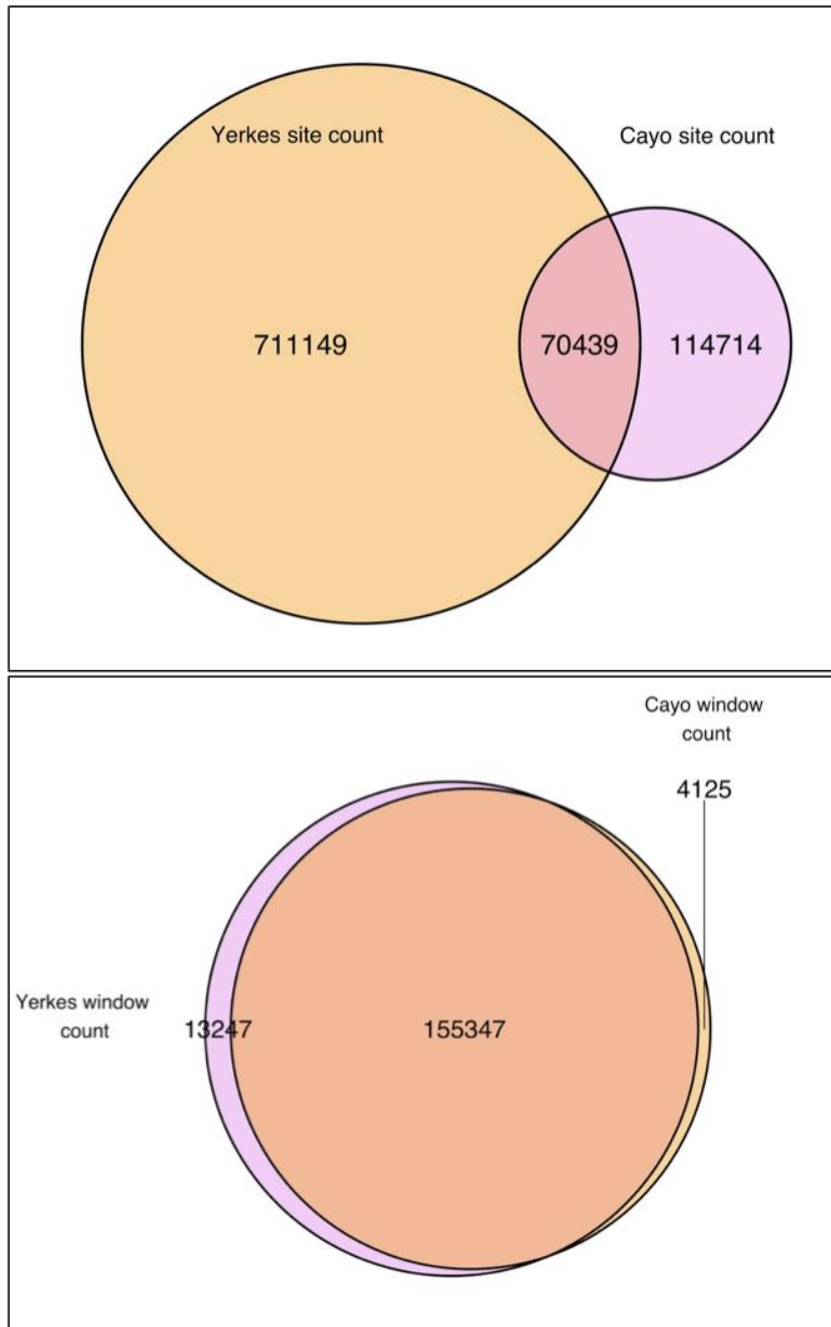 Yerkes site count
Cayo site count
711149
70439
114714
Cayo window
count
4125
Yerkes window
count
13247
155347